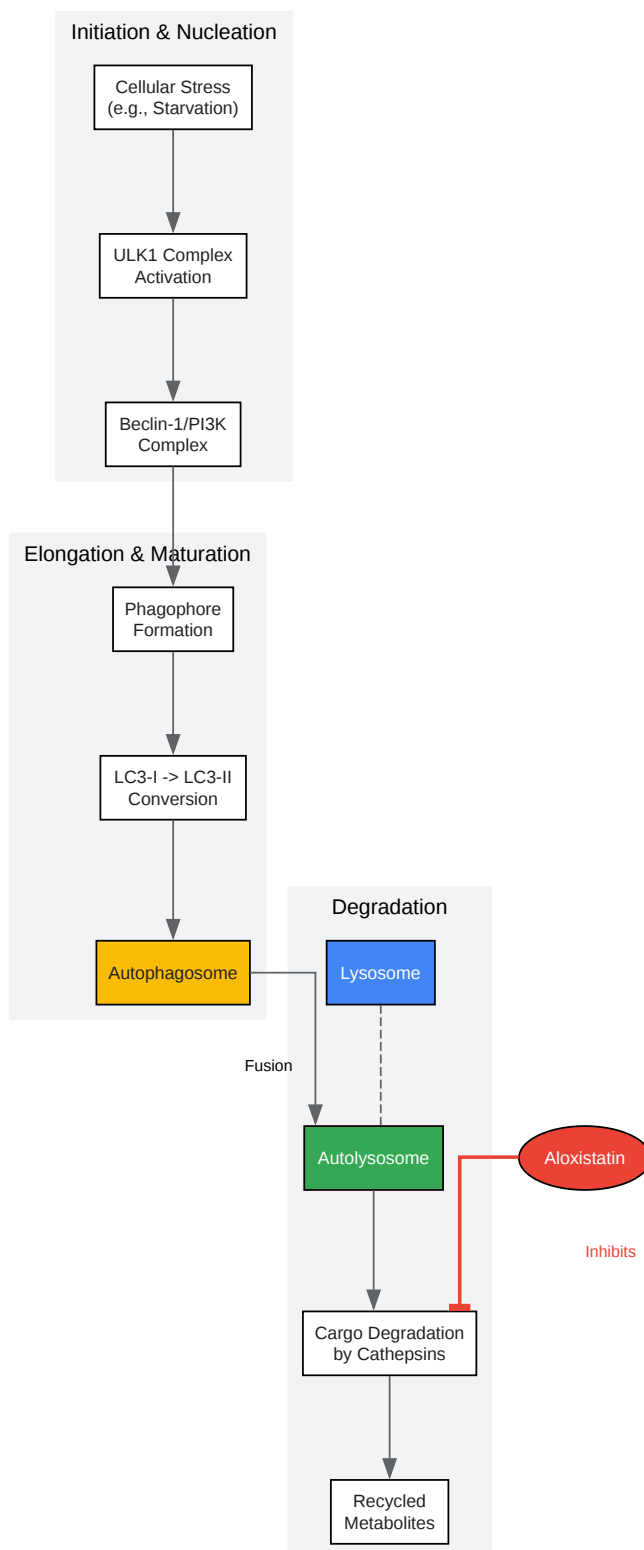 Initiation & Nucleation
Cellular Stress
(e.g., Starvation)
ULK1 Complex
Activation
Beclin-1/PI3K
Complex
Elongation & Maturation
Phagophore
Formation
LC3-I -> LC3-II
Conversion
Autophagosome
Degradation
Lysosome
Fusion
Autolysosome
Aloxistatin
Inhibits
Cargo Degradation
by Cathepsins
Recycled
Metabolites